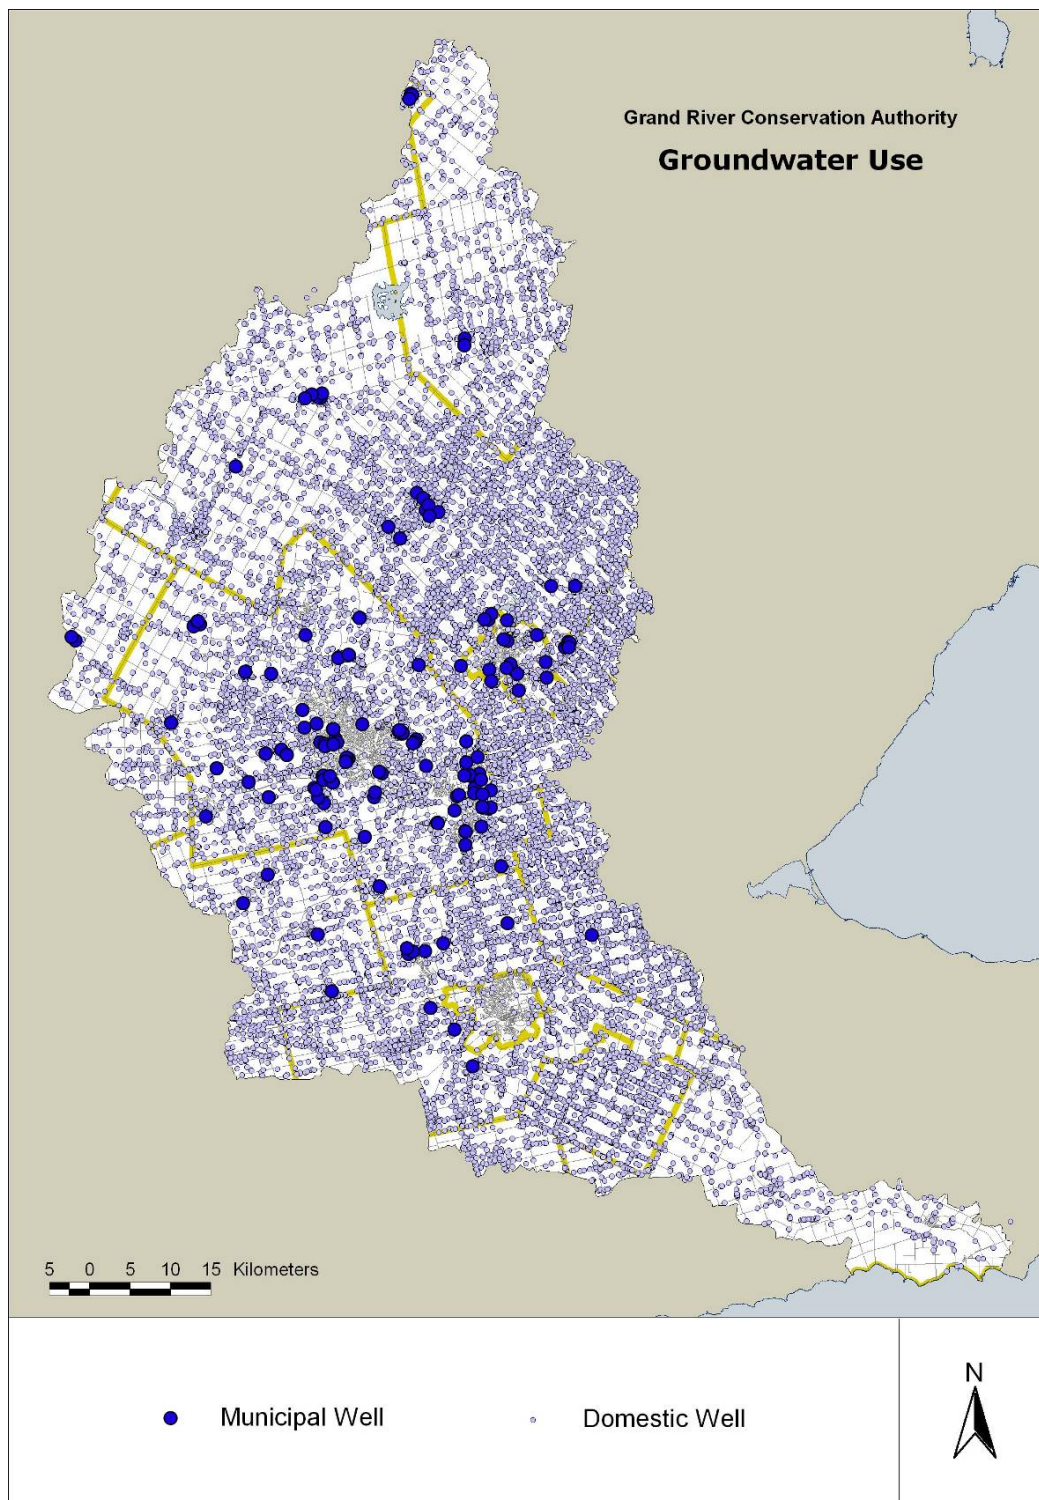 Grand River Conservation Authority
Groundwater Use
5 0 5 10 15 Kilometers
Municipal Well
Domestic Well
N